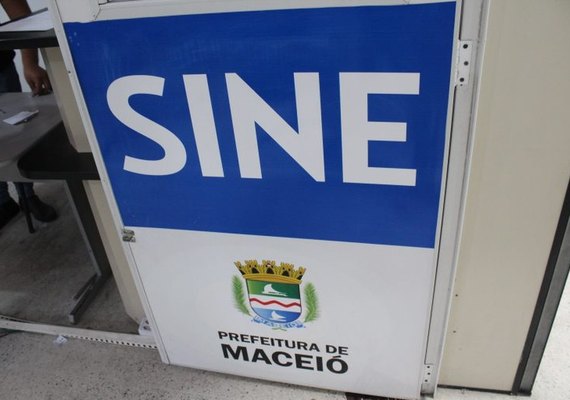 SINE
PREFEITURA DE
MACEIÓ